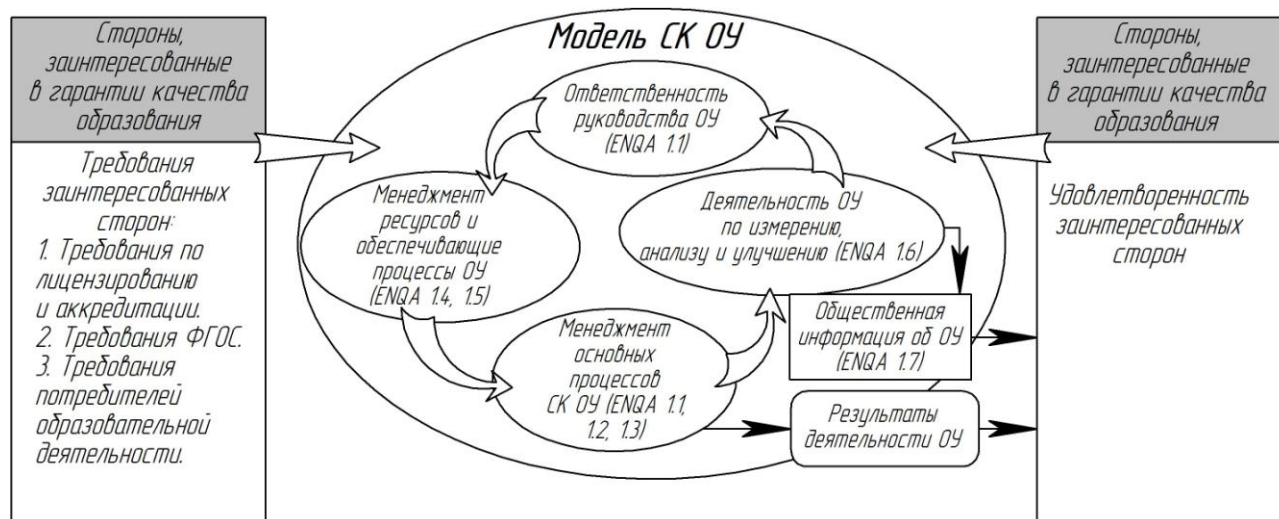 Стороны,
заинтересованные
в гарантии качества
образования
Требования
заинтересованных
сторон:
1. Требования по
лицензированию
и аккредитации.
2. Требования ФГОС.
3. Требования
потребителей
образовательной
деятельности.
Модель СК ОУ
Ответственность
руководства ОУ
(ENQA 1.1)
Менеджмент
ресурсов и
обеспечивающие
процессы ОУ
(ENQA 1.4, 1.5)
Деятельность ОУ
по измерению,
анализу и улучшению (ENQA 1.6)
Менеджмент
основных
процессов
СК ОУ (ENQA 1.1,
1.2, 1.3)
Общественная
информация об ОУ
(ENQA 1.7)
Результаты
деятельности ОУ
Стороны,
заинтересованные
в гарантии качества
образования
Удовлетворенность
заинтересованных
сторон